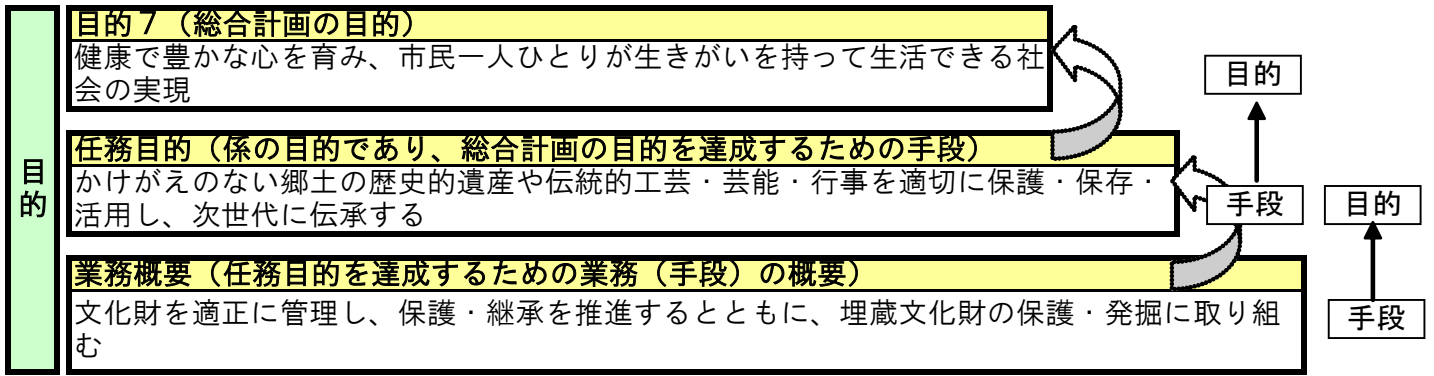 目的
目的７（総合計画の目的）
健康で豊かな心を育み、市民一人ひとりが生きがいを持って生活できる社
会の実現
任務目的（係の目的であり、総合計画の目的を達成するための手段）
かけがえのない郷土の歴史的遺産や伝統的工芸・芸能・行事を適切に保護・保存・
活用し、次世代に伝承する
業務概要（任務目的を達成するための業務（手段）の概要）
文化財を適正に管理し、保護・継承を推進するとともに、埋蔵文化財の保護・発掘に取り組
む
目的
手段
目的
手段